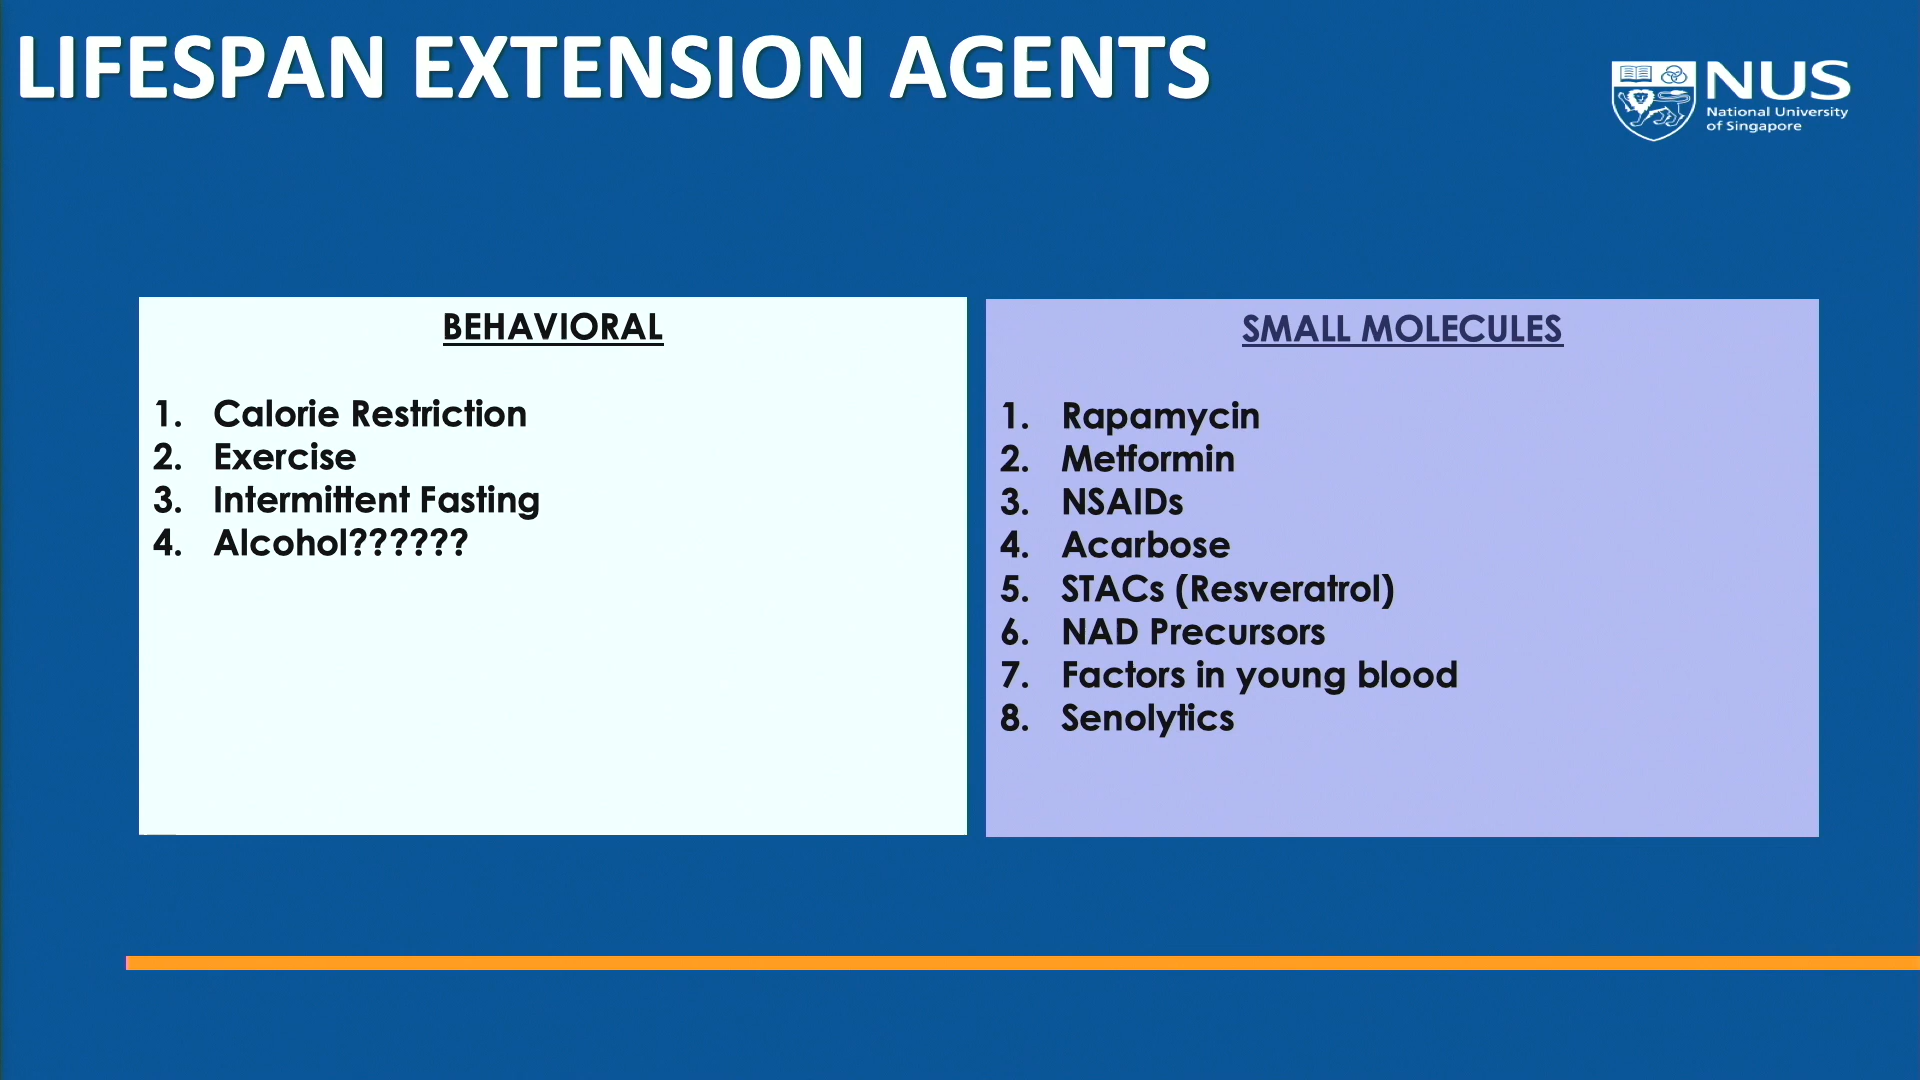 LIFESPAN EXTENSION AGENTS
NUS
National University
of Singapore
BEHAVIORAL
1. Calorie Restriction
2. Exercise
3. Intermittent Fasting
4. Alcohol??????
SMALL MOLECULES
1. Rapamycin
2. Metformin
3. NSAIDs
4. Acarbose
5. STACs (Resveratrol)
6. NAD Precursors
7. Factors in young blood
8. Senolytics